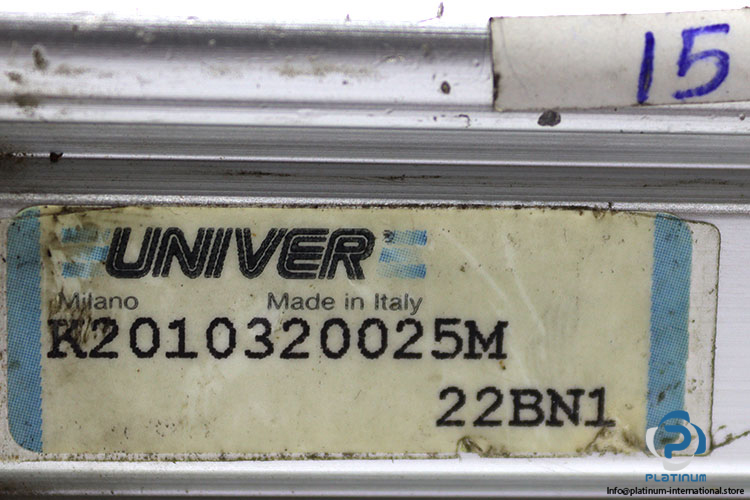 15
UNIVER®
Milano Made in Italy
K2010320025M
22BN1
PLATINUM
Info@platinum-international.store